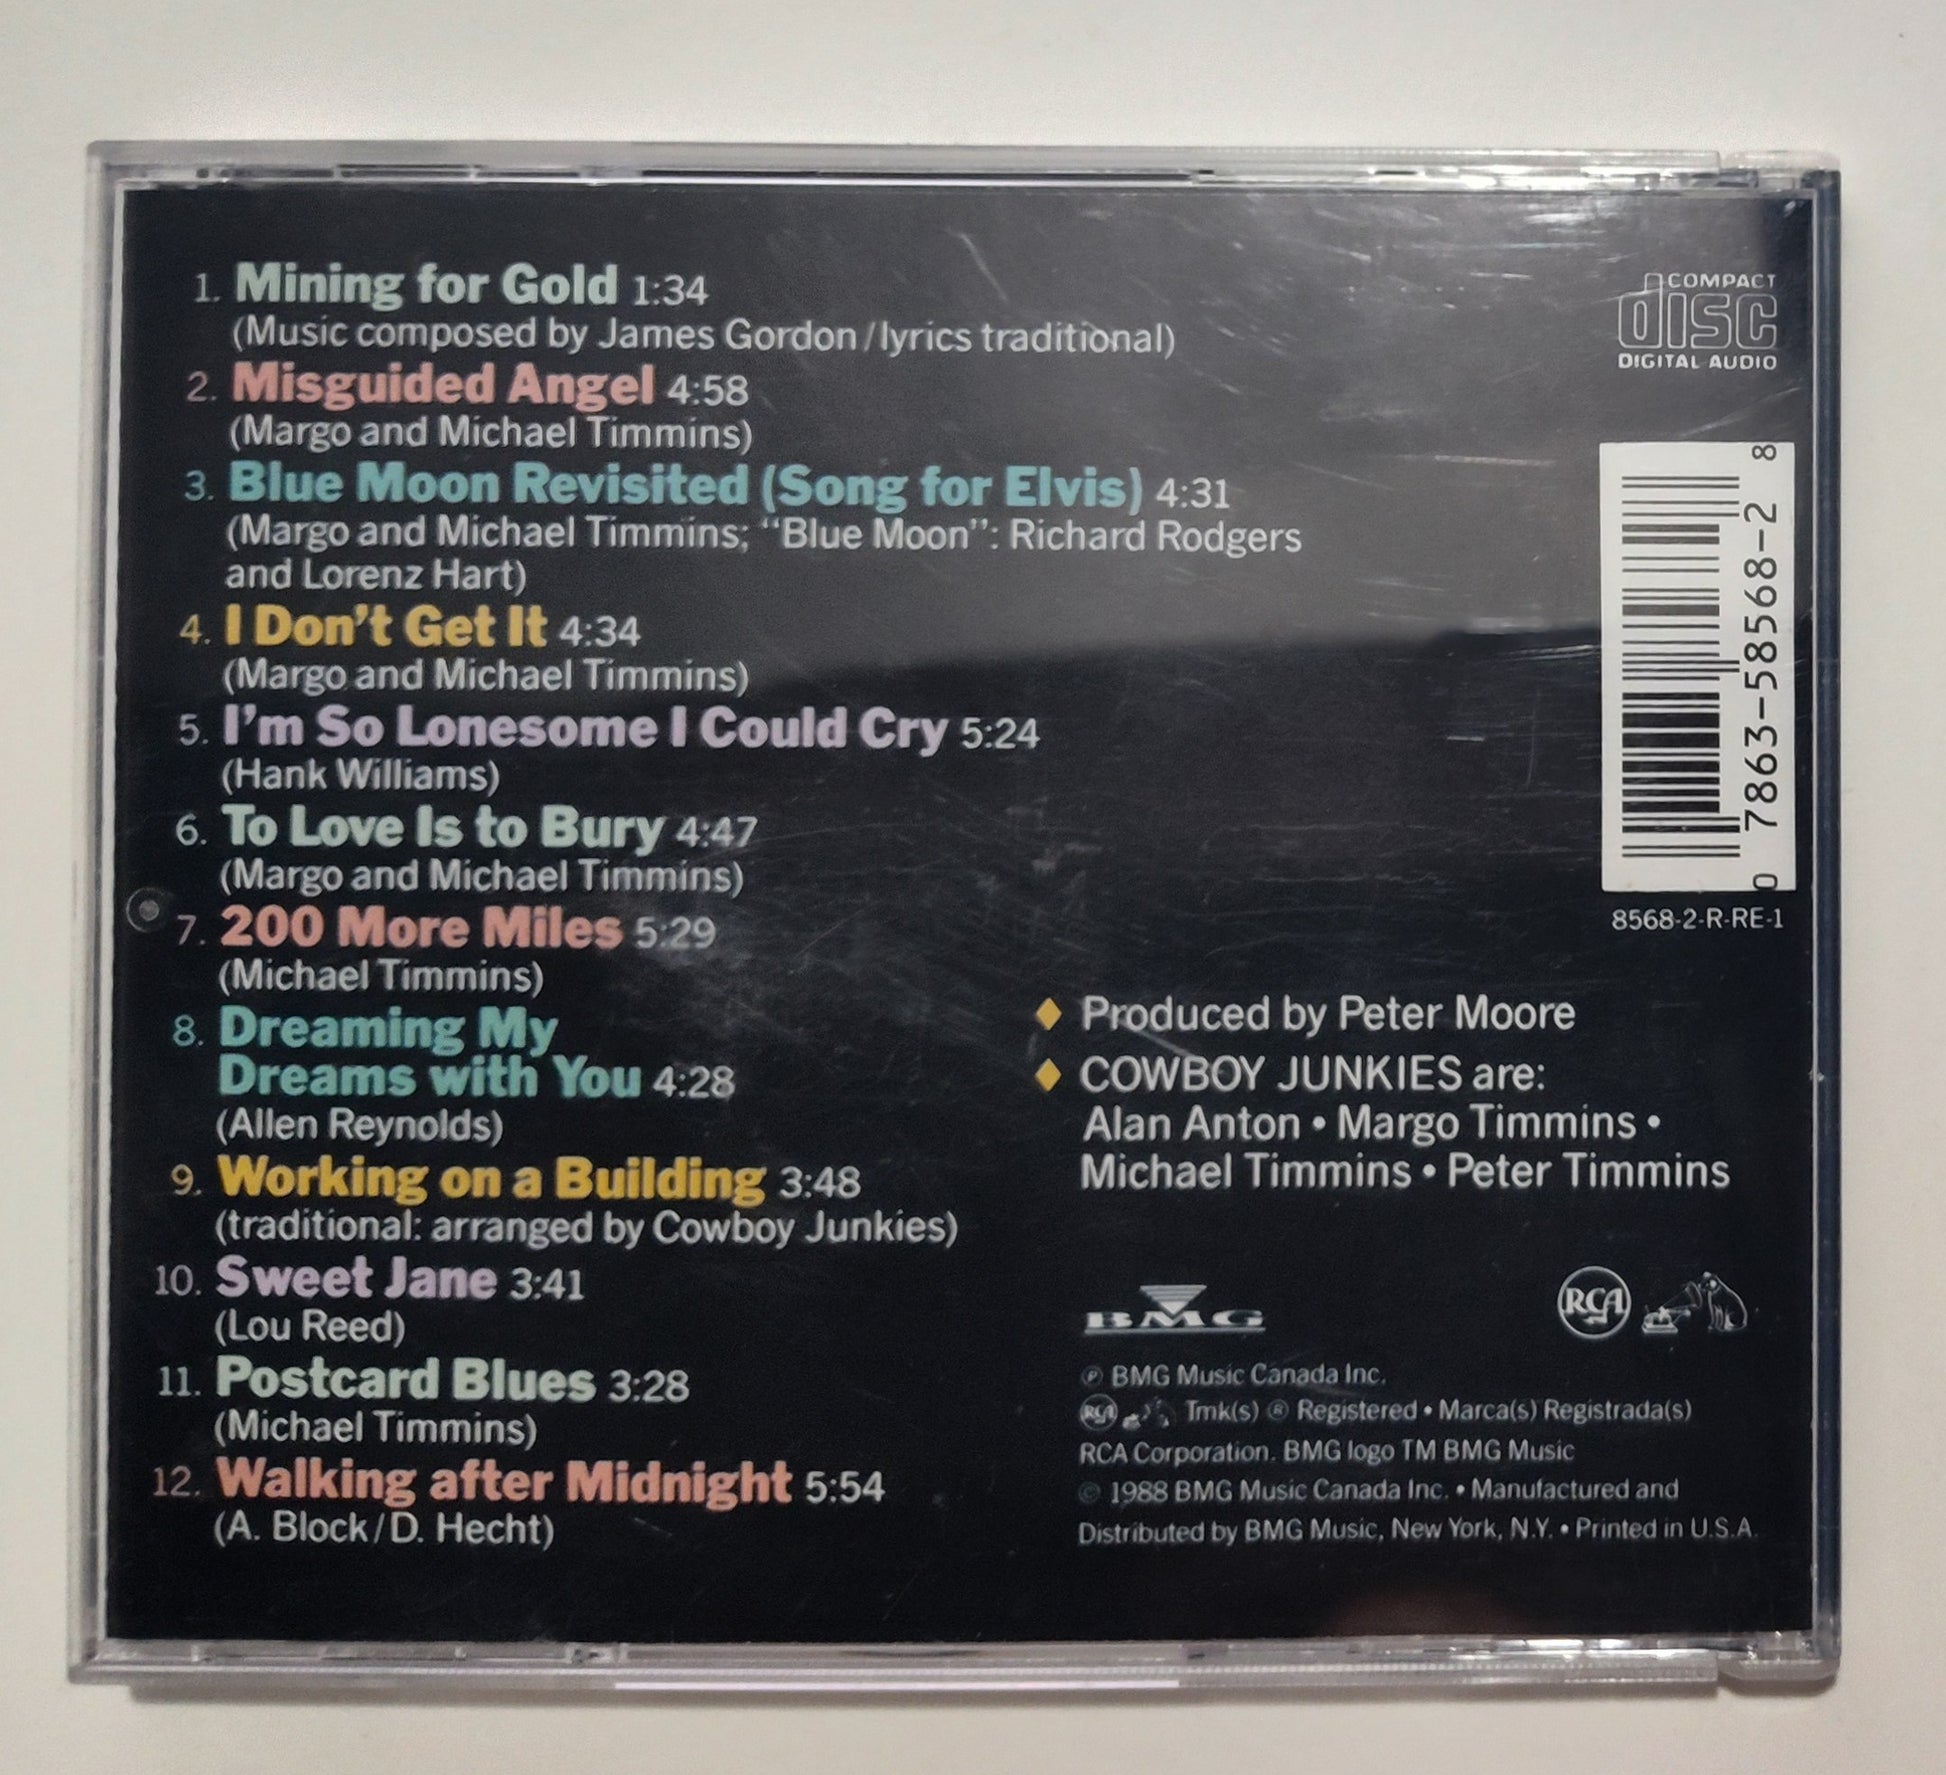 1. Mining for Gold 1:34
(Music composed by James Gordon/lyrics traditional)
2. Misguided Angel 4:58
(Margo and Michael Timmins)
3. Blue Moon Revisited (Song for Elvis) 4:31
(Margo and Michael Timmins; “Blue Moon”: Richard Rodgers
and Lorenz Hart)
4. I Don’t Get It 4:34
(Margo and Michael Timmins)
5. I’m So Lonesome I Could Cry 5:24
(Hank Williams)
6. To Love Is to Bury 4:47
(Margo and Michael Timmins)
7. 200 More Miles 5:29
(Michael Timmins)
8. Dreaming My
Dreams with You 4:28
(Allen Reynolds)
9. Working on a Building 3:48
(traditional: arranged by Cowboy Junkies)
10. Sweet Jane 3:41
(Lou Reed)
11. Postcard Blues 3:28
(Michael Timmins)
12. Walking after Midnight 5:54
(A. Block/D. Hecht)
COMPACT
disc
DIGITAL AUDIO
0 7863-58568-2 8
8568-2-R-RE-1
♦ Produced by Peter Moore
♦ COWBOY JUNKIES are:
Alan Anton • Margo Timmins •
Michael Timmins • Peter Timmins
BMG
RCA
℗ BMG Music Canada Inc.
RCA Tmk(s) ® Registered • Marca(s) Registrada(s)
RCA Corporation. BMG logo TM BMG Music
© 1988 BMG Music Canada Inc. • Manufactured and
Distributed by BMG Music, New York, N.Y. • Printed in U.S.A.